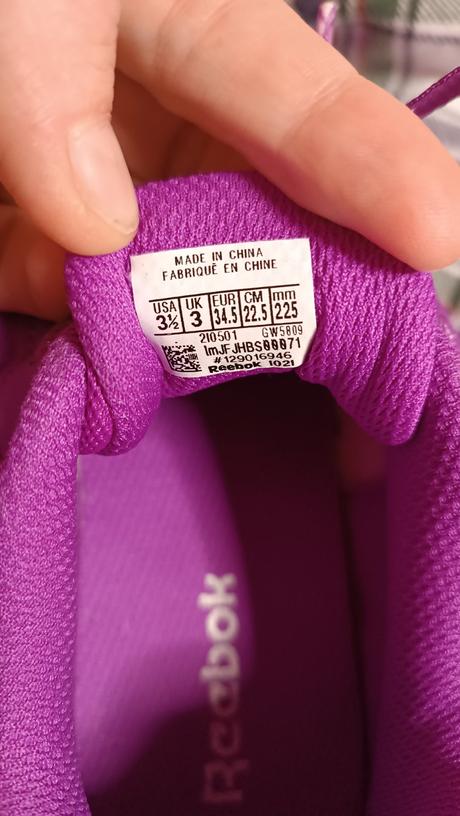 MADE IN CHINA
FABRIQUÉ EN CHINE
USA UK EUR CM mm
3½ 3 34.5 22.5 225
210501 GW5809
1mJFJHBS00071
#129016946
Reebok 1021
Reebok